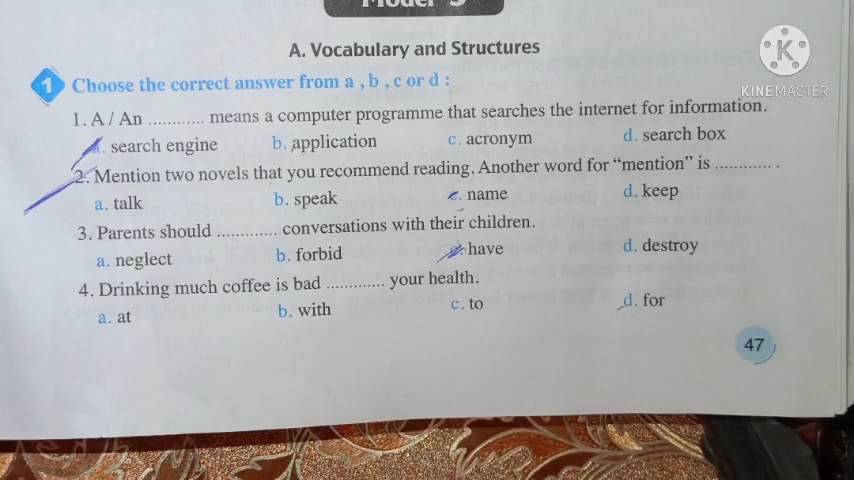 Model 3
A. Vocabulary and Structures
1 Choose the correct answer from a , b , c or d :
1. A / An ............ means a computer programme that searches the internet for information.
a. search engine b. application c. acronym d. search box
2. Mention two novels that you recommend reading. Another word for “mention” is ............ .
a. talk b. speak c. name d. keep
3. Parents should ............. conversations with their children.
a. neglect b. forbid c. have d. destroy
4. Drinking much coffee is bad ............. your health.
a. at b. with c. to d. for
47
K
KINEMASTER